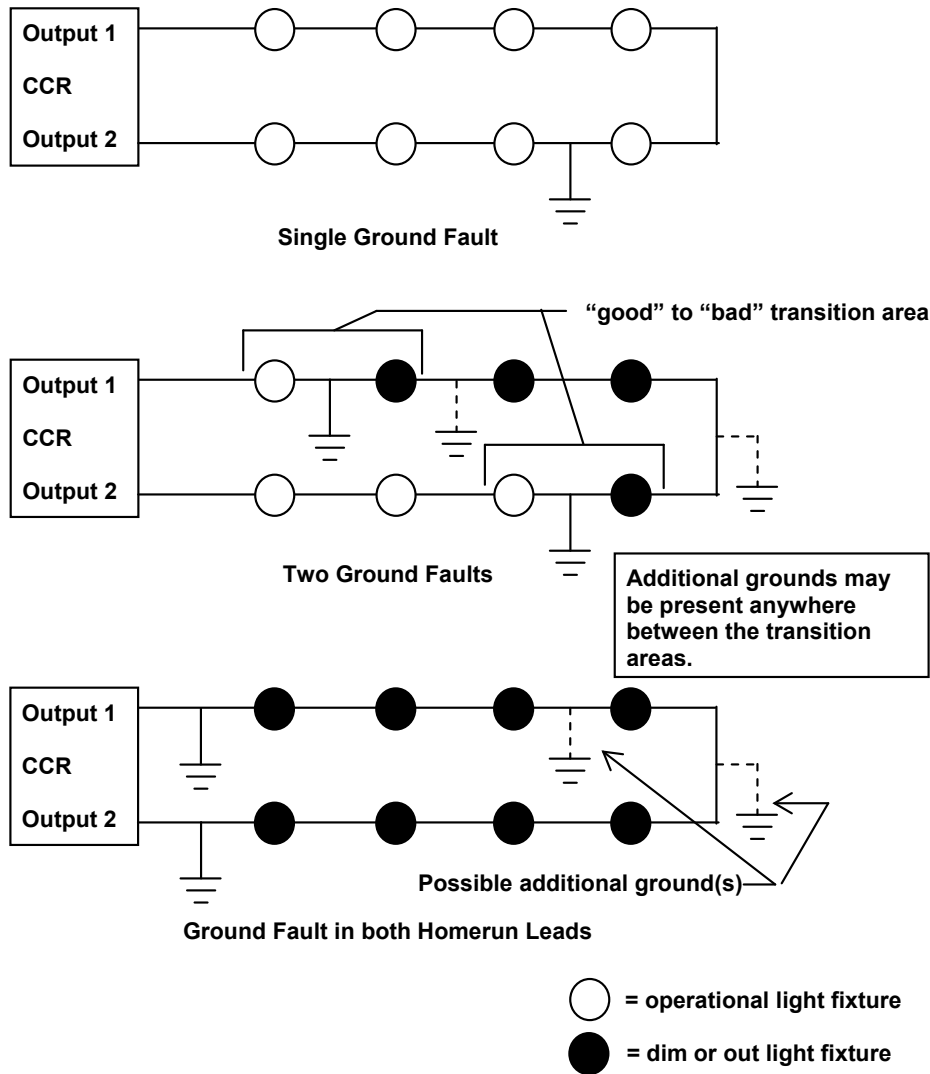 Output 1
CCR
Output 2
Single Ground Fault
“good” to “bad” transition area
Output 1
CCR
Output 2
Two Ground Faults
Additional grounds may
be present anywhere
between the transition
areas.
Output 1
CCR
Output 2
Possible additional ground(s)
Ground Fault in both Homerun Leads
= operational light fixture
= dim or out light fixture